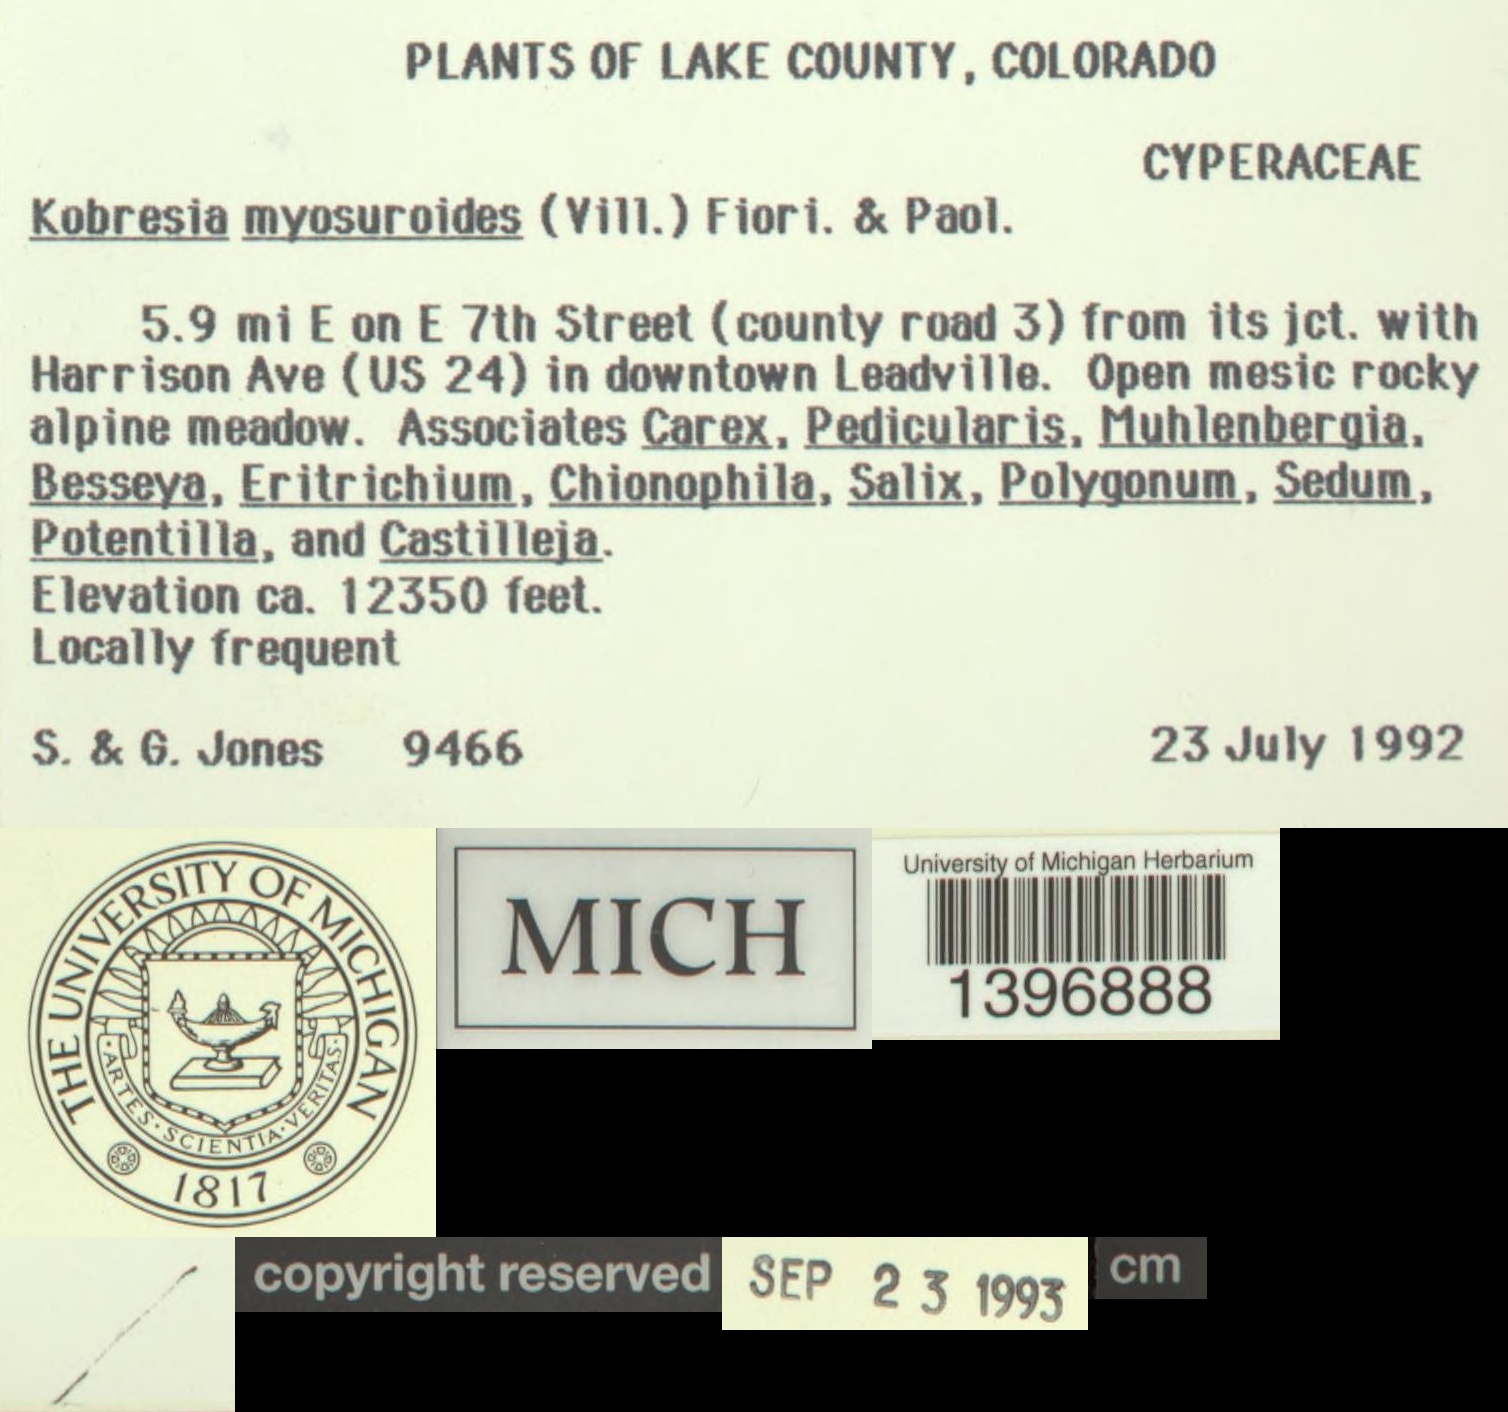 PLANTS OF LAKE COUNTY, COLORADO
CYPERACEAE
Kobresia myosuroides (Vill.) Fiori. & Paol.
5.9 mi E on E 7th Street (county road 3) from its jct. with
Harrison Ave (US 24) in downtown Leadville. Open mesic rocky
alpine meadow. Associates Carex, Pedicularis, Muhlenbergia,
Besseya, Eritrichium, Chionophila, Salix, Polygonum, Sedum,
Potentilla, and Castilleja.
Elevation ca. 12350 feet.
Locally frequent
S. & G. Jones 9466 23 July 1992
THE UNIVERSITY OF MICHIGAN
ARTES · SCIENTIA · VERITAS
1817
MICH
University of Michigan Herbarium
1396888
copyright reserved
SEP 23 1993
cm